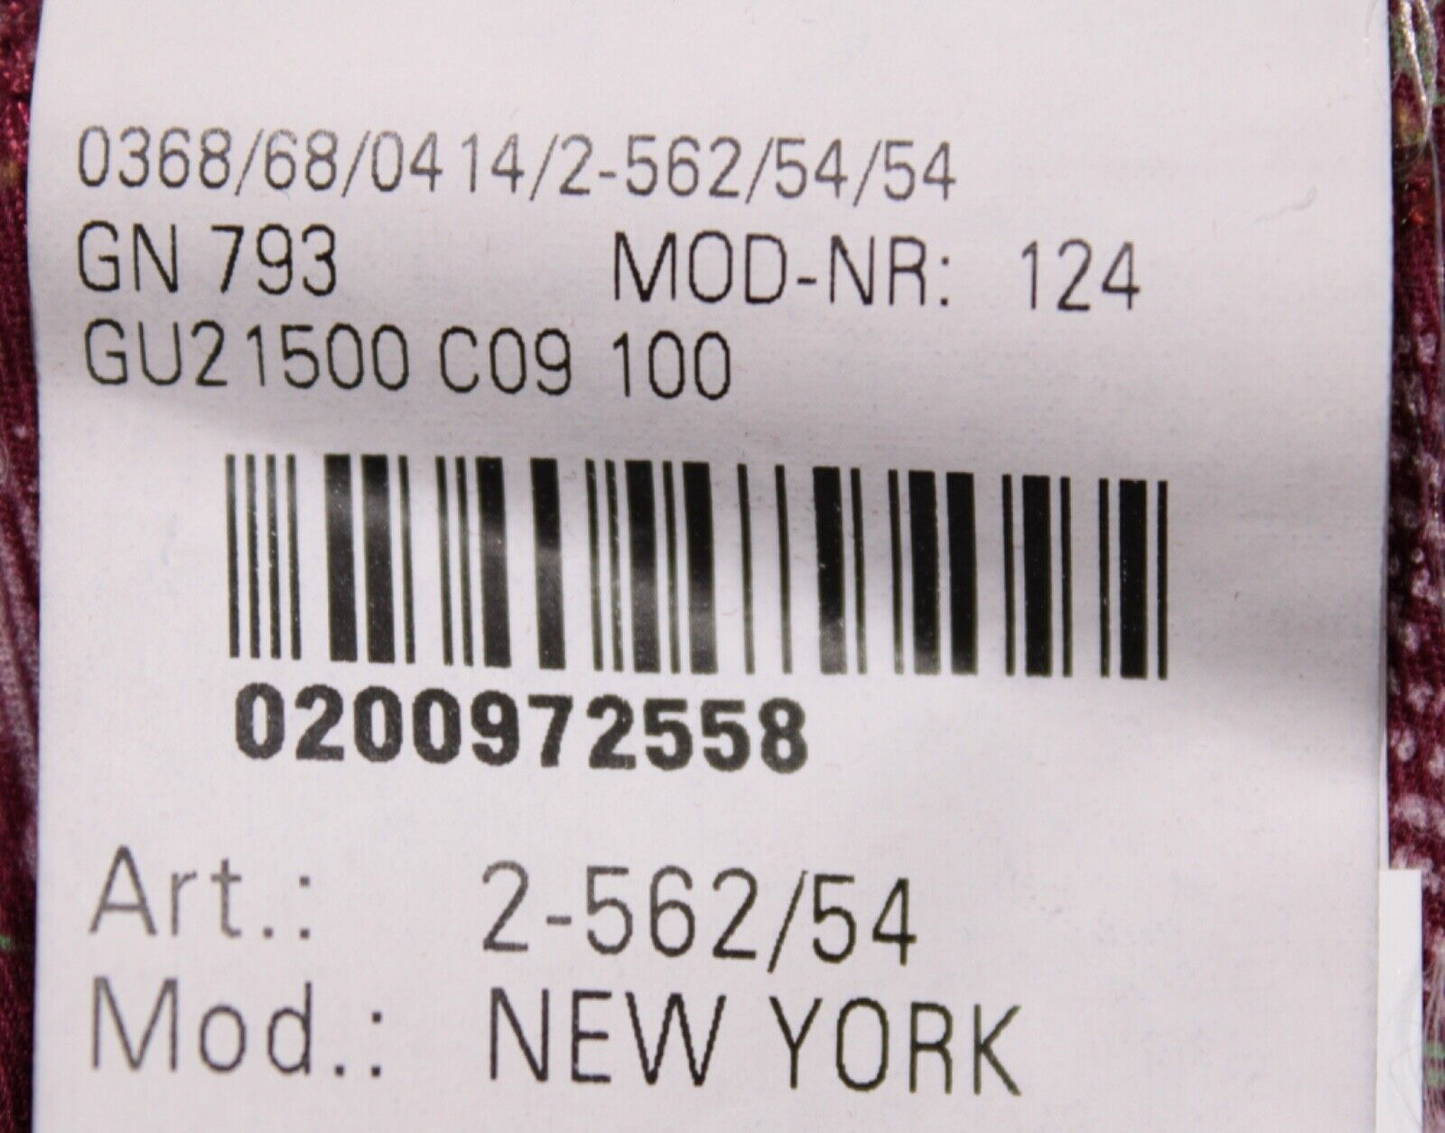 0368/68/0414/2-562/54/54
GN 793 MOD-NR: 124
GU21500 C09 100
0200972558
Art.: 2-562/54
Mod.: NEW YORK